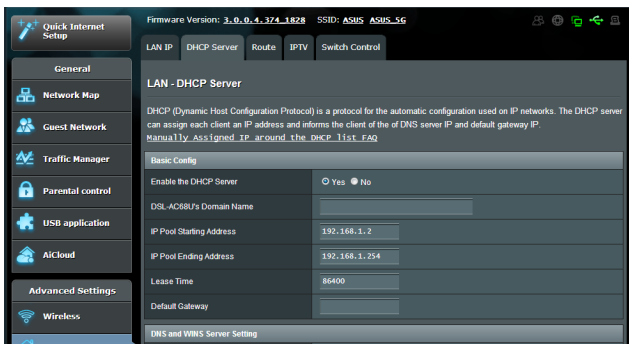 Quick Internet
Setup
Firmware Version: 3.0.0.4.374_1828 SSID: ASUS ASUS_5G
LAN IP DHCP Server Route IPTV Switch Control
General
Network Map
Guest Network
Traffic Manager
Parental control
USB application
AiCloud
Advanced Settings
Wireless
LAN - DHCP Server
DHCP (Dynamic Host Configuration Protocol) is a protocol for the automatic configuration used on IP networks. The DHCP server
can assign each client an IP address and informs the client of the of DNS server IP and default gateway IP.
Manually Assigned IP around the DHCP list FAQ
Basic Config
Enable the DHCP Server Yes No
DSL-AC68U's Domain Name
IP Pool Starting Address 192.168.1.2
IP Pool Ending Address 192.168.1.254
Lease Time 86400
Default Gateway
DNS and WINS Server Setting